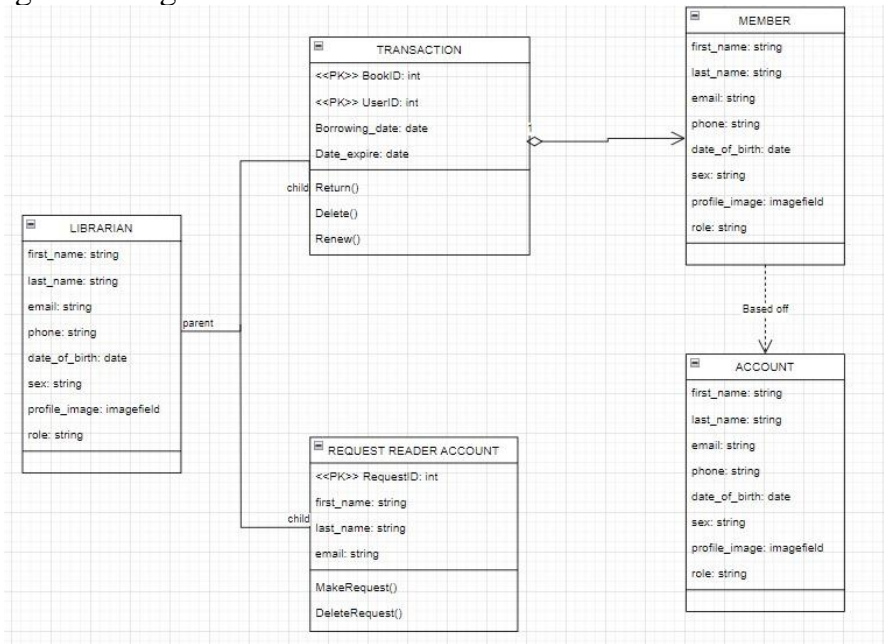 TRANSACTION
<<PK>> BookID: int
<<PK>> UserID: int
Borrowing_date: date
Date_expire: date
Return()
Delete()
Renew()
1
child
MEMBER
first_name: string
last_name: string
email: string
phone: string
date_of_birth: date
sex: string
profile_image: imagefield
role: string
LIBRARIAN
first_name: string
last_name: string
email: string
phone: string
date_of_birth: date
sex: string
profile_image: imagefield
role: string
parent
Based off
ACCOUNT
first_name: string
last_name: string
email: string
phone: string
date_of_birth: date
sex: string
profile_image: imagefield
role: string
REQUEST READER ACCOUNT
<<PK>> RequestID: int
first_name: string
last_name: string
email: string
MakeRequest()
DeleteRequest()
child